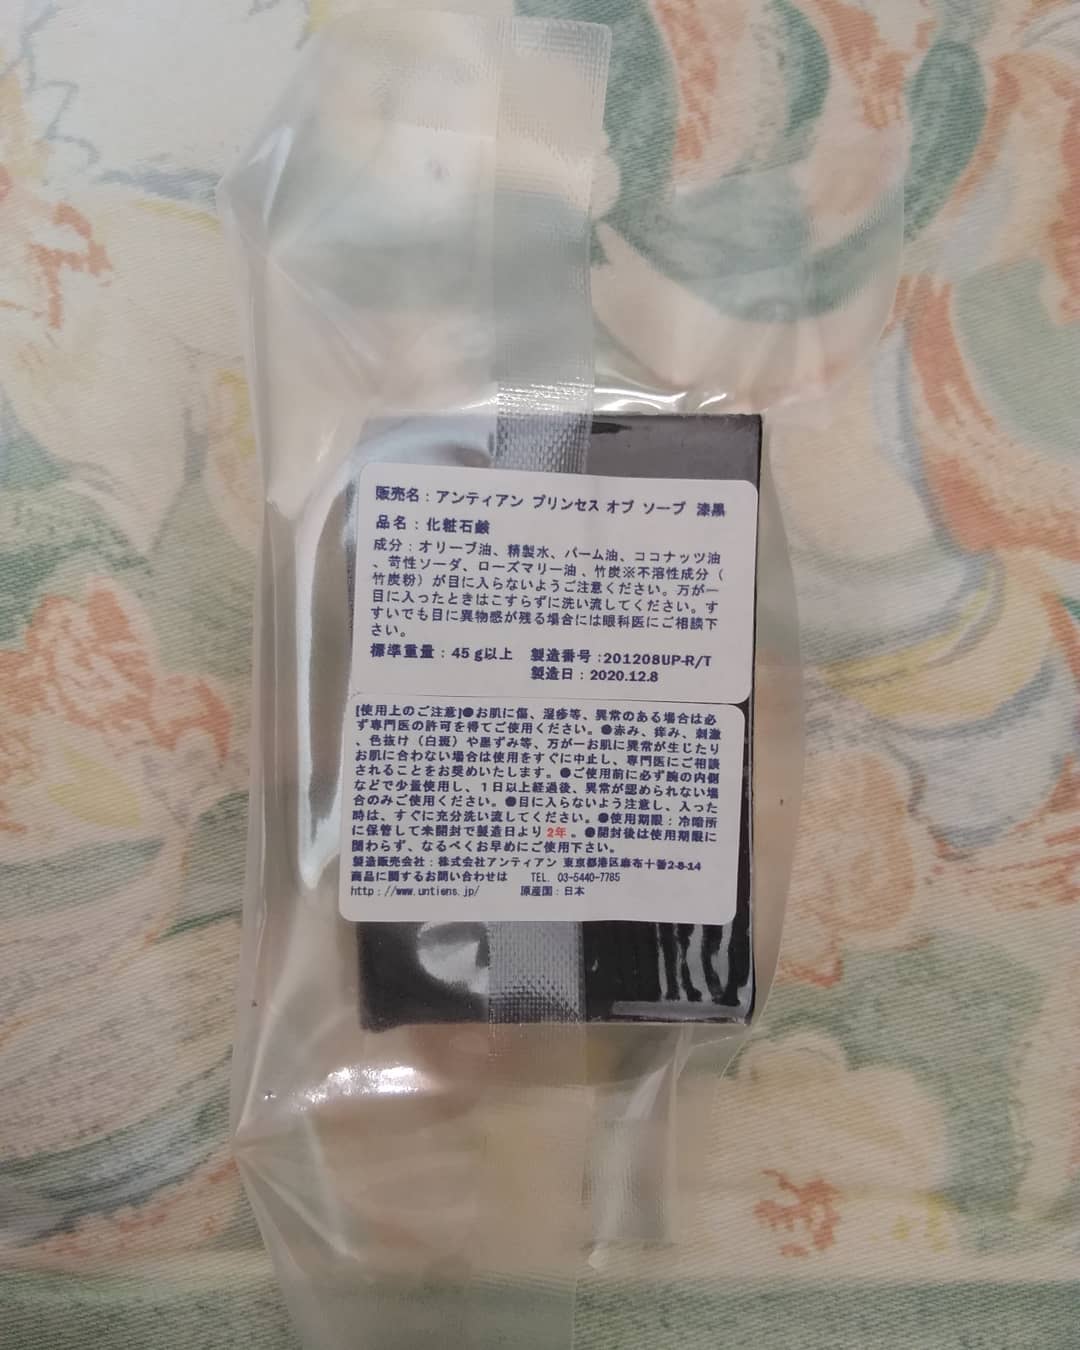 販売名：アンティアン プリンセス オブ ソープ 漆黒
品名：化粧石鹸
成分：オリーブ油、精製水、パーム油、ココナッツ油
、苛性ソーダ、ローズマリー油、竹炭※不溶性成分（
竹炭粉）が目に入らないようご注意ください。万が一
目に入ったときはこすらずに洗い流してください。す
すいでも目に異物感が残る場合には眼科医にご相談下
さい。
標準重量：45 g以上 製造番号:201208UP-R/T
製造日：2020.12.8
[使用上のご注意]●お肌に傷、湿疹等、異常のある場合は必
ず専門医の許可を得てご使用ください。●赤み、痒み、刺激
、色抜け（白斑）や黒ずみ等、万が一お肌に異常が生じたり
お肌に合わない場合は使用をすぐに中止し、専門医にご相談
されることをお奨めいたします。●ご使用前に必ず腕の内側
などで少量使用し、１日以上経過後、異常が認められない場
合のみご使用ください。●目に入らないよう注意し、入った
時は、すぐに充分洗い流してください。●使用期限：冷暗所
に保管して未開封で製造日より 2年 。●開封後は使用期限に
関わらず、なるべくお早めにご使用下さい。
製造販売会社：株式会社アンティアン 東京都港区麻布十番2-8-14
商品に関するお問い合わせは TEL. 03-5440-7785
http://www.untiens.jp/ 原産国：日本